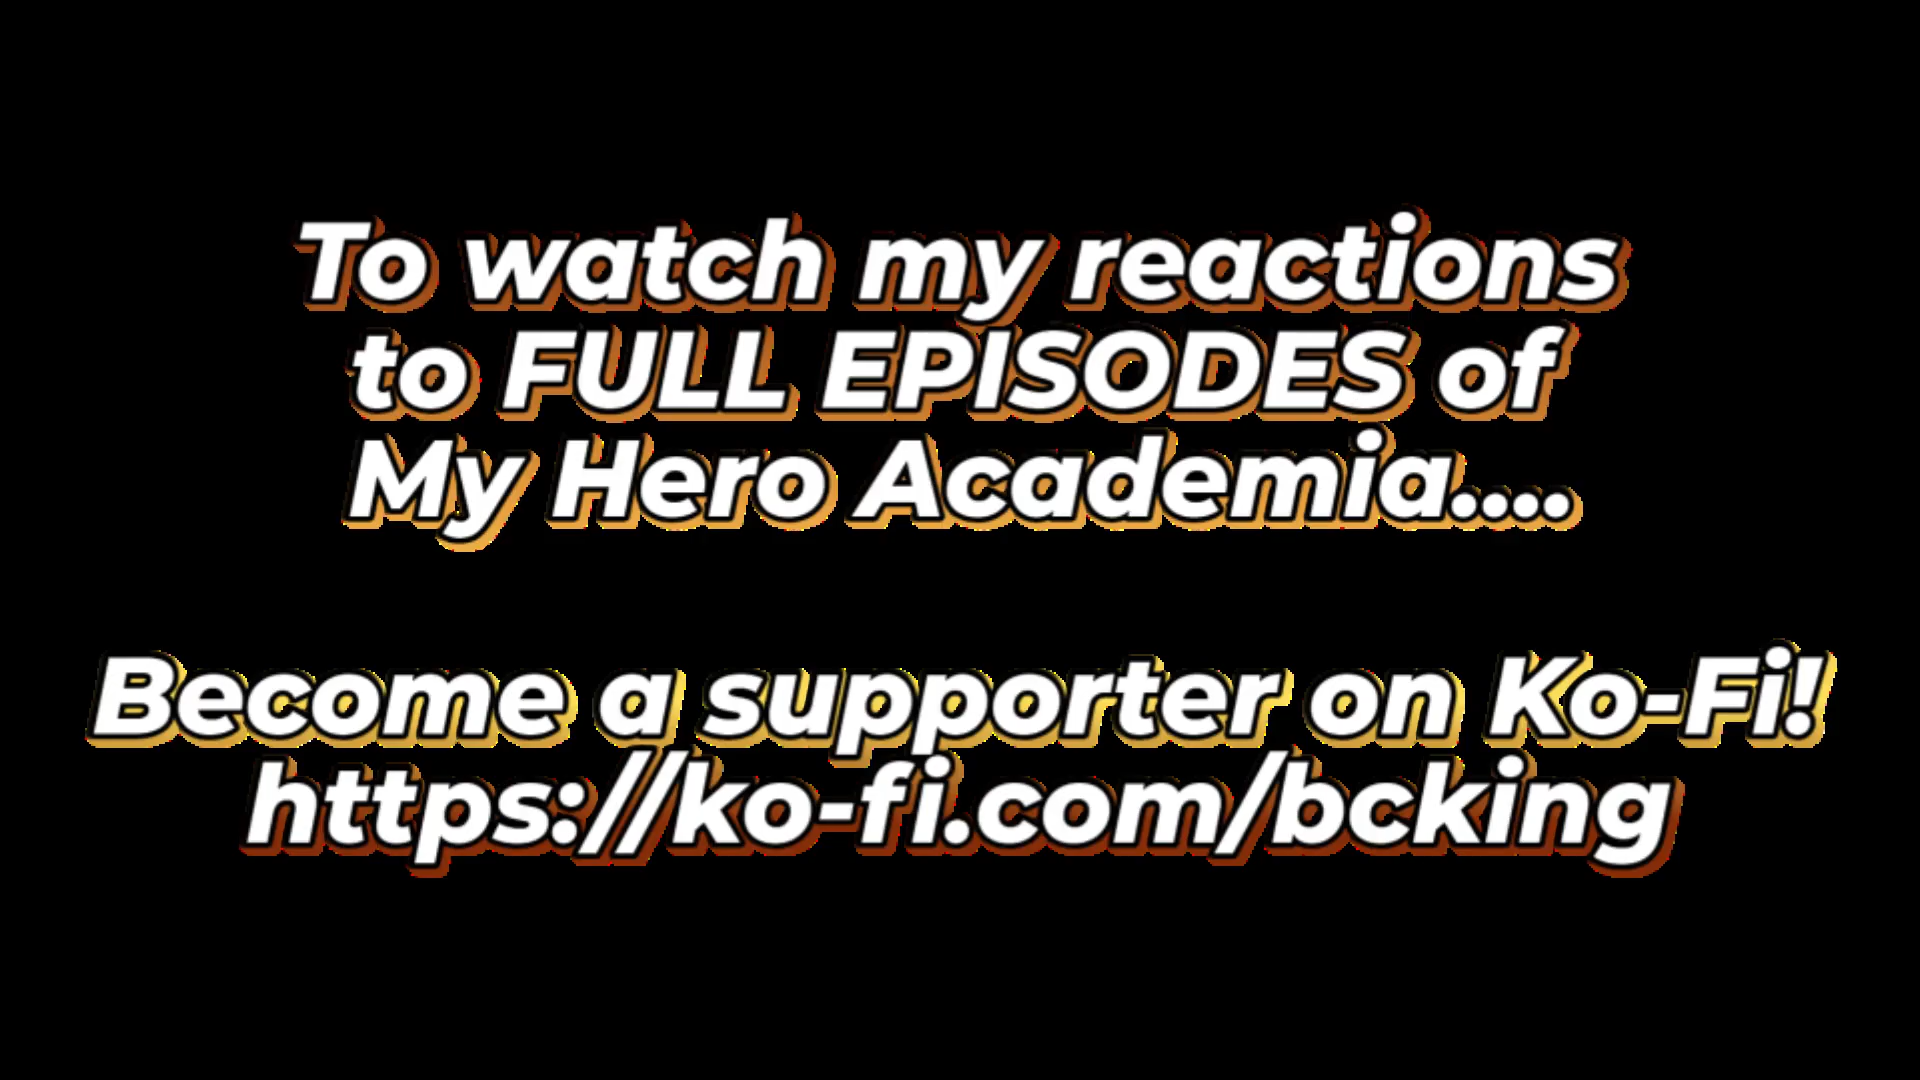 To watch my reactions
to FULL EPISODES of
My Hero Academia....
Become a supporter on Ko-Fi!
https://ko-fi.com/bcking